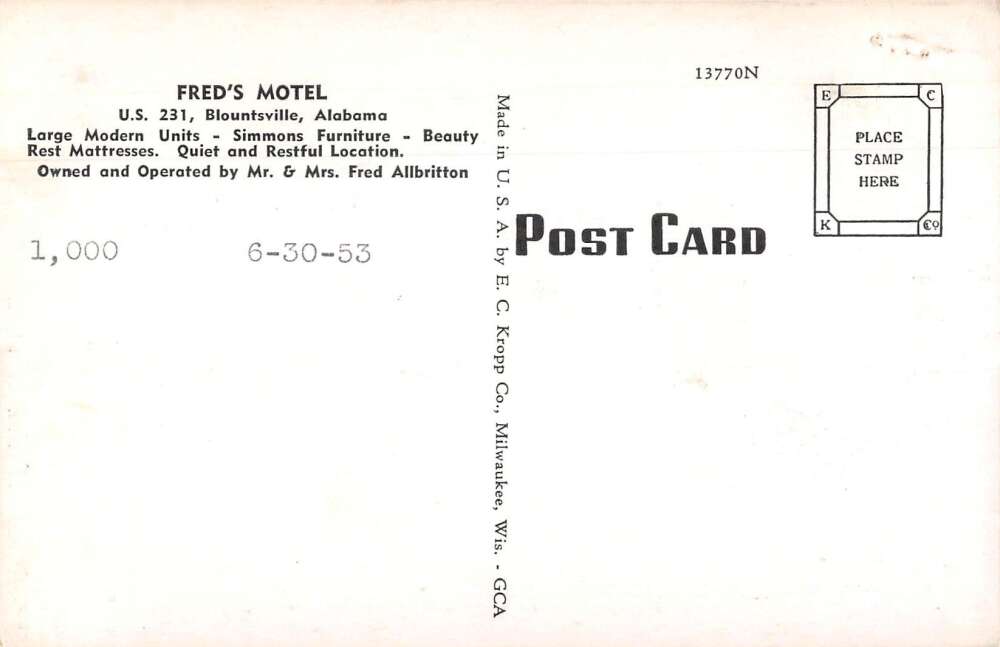 FRED'S MOTEL
U.S. 231, Blountsville, Alabama
Large Modern Units - Simmons Furniture - Beauty
Rest Mattresses. Quiet and Restful Location.
Owned and Operated by Mr. & Mrs. Fred Allbritton
1,000 6-30-53
Made in U. S. A. by E. C. Kropp Co., Milwaukee, Wis. - GCA
POST CARD
13770N
E C
PLACE
STAMP
HERE
K Co